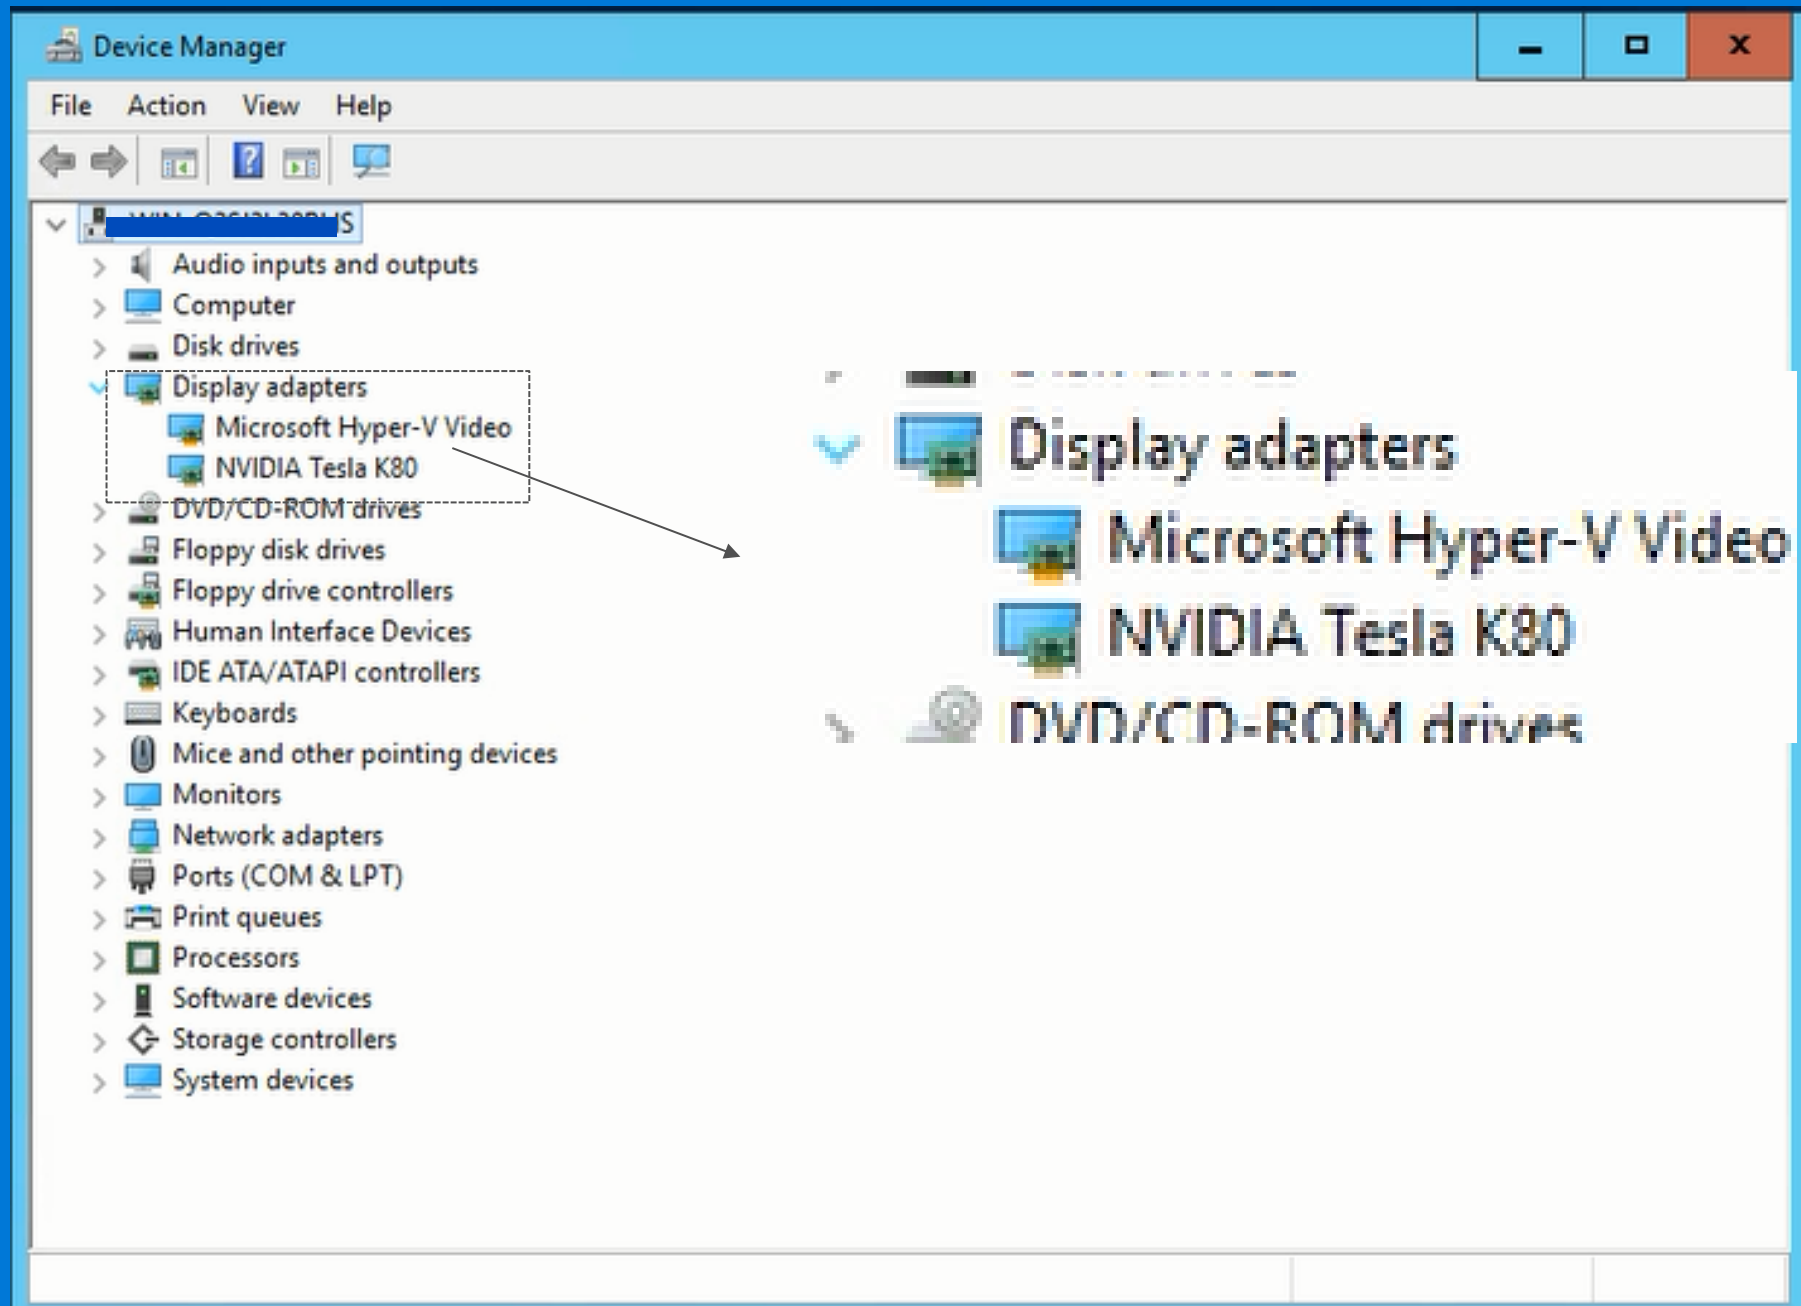 Device Manager
File Action View Help
Audio inputs and outputs
Computer
Disk drives
Display adapters
Microsoft Hyper-V Video
NVIDIA Tesla K80
DVD/CD-ROM drives
Floppy disk drives
Floppy drive controllers
Human Interface Devices
IDE ATA/ATAPI controllers
Keyboards
Mice and other pointing devices
Monitors
Network adapters
Ports (COM & LPT)
Print queues
Processors
Software devices
Storage controllers
System devices
Display adapters
Microsoft Hyper-V Video
NVIDIA Tesla K80
DVD/CD-ROM drives